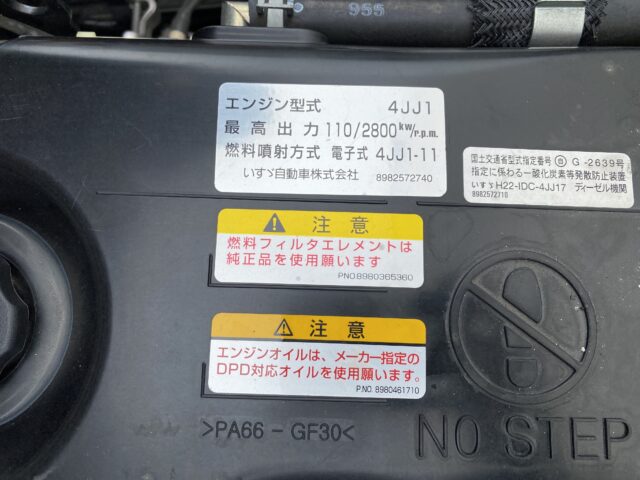 955
エンジン型式 4JJ1
最高出力 110/2800kw/r.p.m.
燃料噴射方式 電子式 4JJ1-11
いすゞ自動車株式会社 8982572740
国土交通省型式指定番号 Ⓖ G-2639号
指定に係わる一酸化炭素等発散防止装置
いすゞH22-IDC-4JJ17 ディーゼル機関
8982572710
⚠ 注意
燃料フィルタエレメントは
純正品を使用願います
PNO.8980365360
⚠ 注意
エンジンオイルは、メーカー指定の
DPD対応オイルを使用願います。
P.NO. 8980461710
>PA66-GF30<
NO STEP